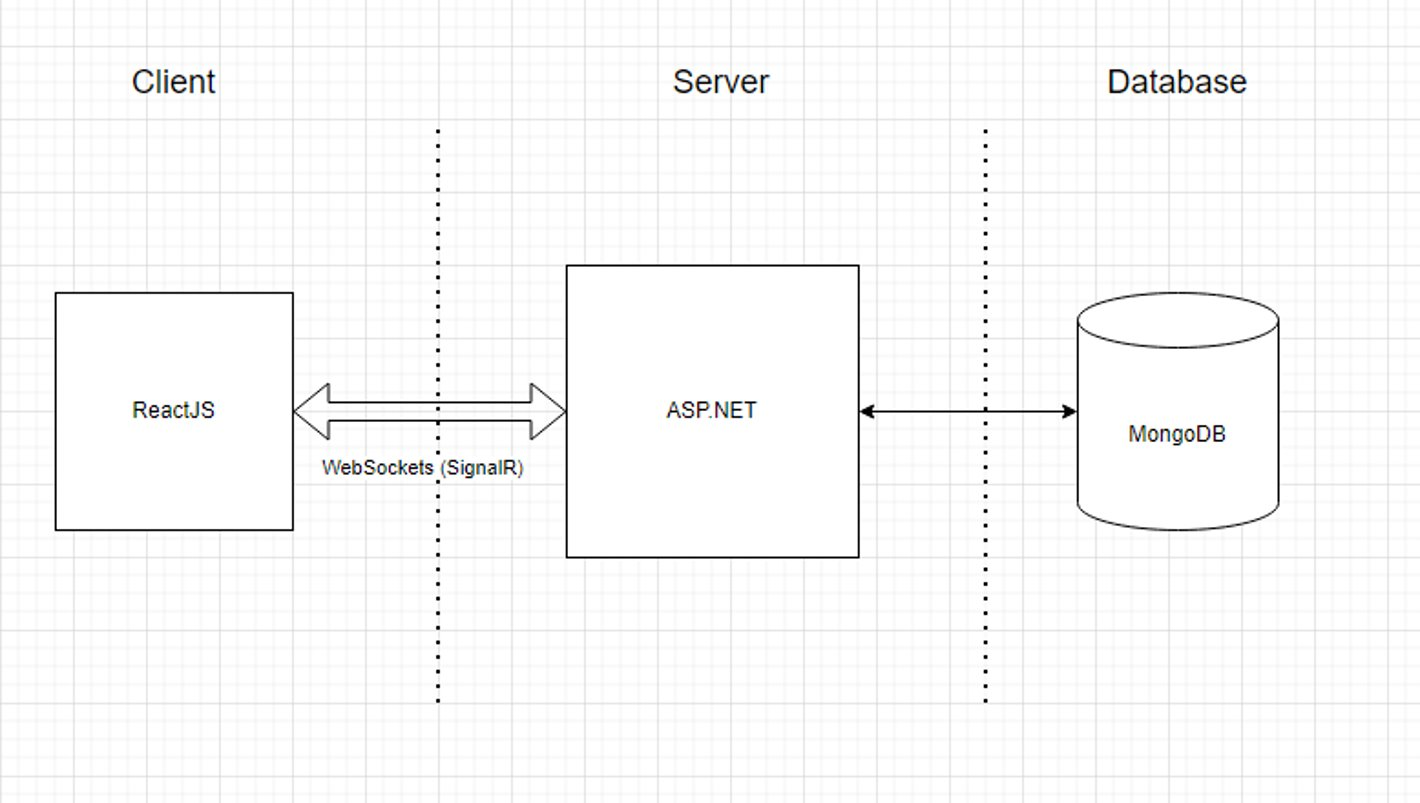 Client
Server
Database
ReactJS
ASP.NET
MongoDB
WebSockets (SignalR)